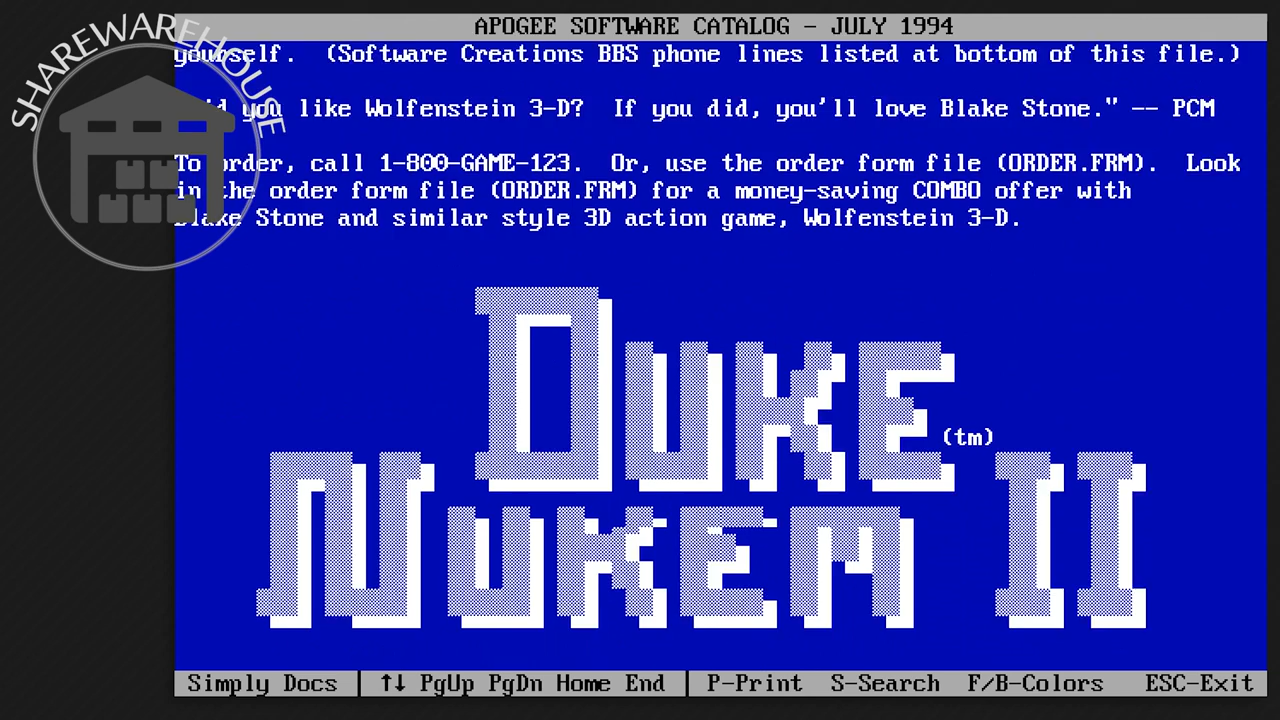 SHAREWAREHOUSE
APOGEE SOFTWARE CATALOG - JULY 1994
yourself. (Software Creations BBS phone lines listed at bottom of this file.)
you like Wolfenstein 3-D? If you did, you'll love Blake Stone." -- PCM
To order, call 1-800-GAME-123. Or, use the order form file (ORDER.FRM). Look
in the order form file (ORDER.FRM) for a money-saving COMBO offer with
Blake Stone and similar style 3D action game, Wolfenstein 3-D.
Duke
(tm)
Nukem II
Simply Docs ↑↓ PgUp PgDn Home End P-Print S-Search F/B-Colors ESC-Exit